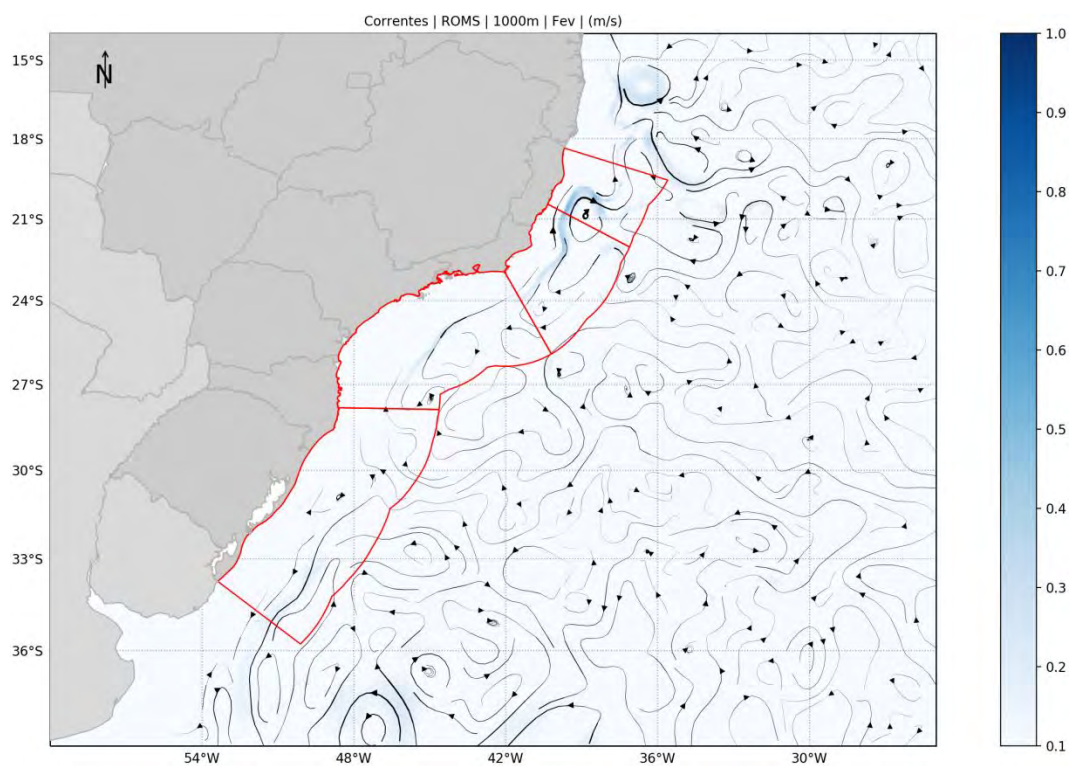 Correntes | ROMS | 1000m | Fev | (m/s)
N
15°S
18°S
21°S
24°S
27°S
30°S
33°S
36°S
54°W
48°W
42°W
36°W
30°W
1.0
0.9
0.8
0.7
0.6
0.5
0.4
0.3
0.2
0.1